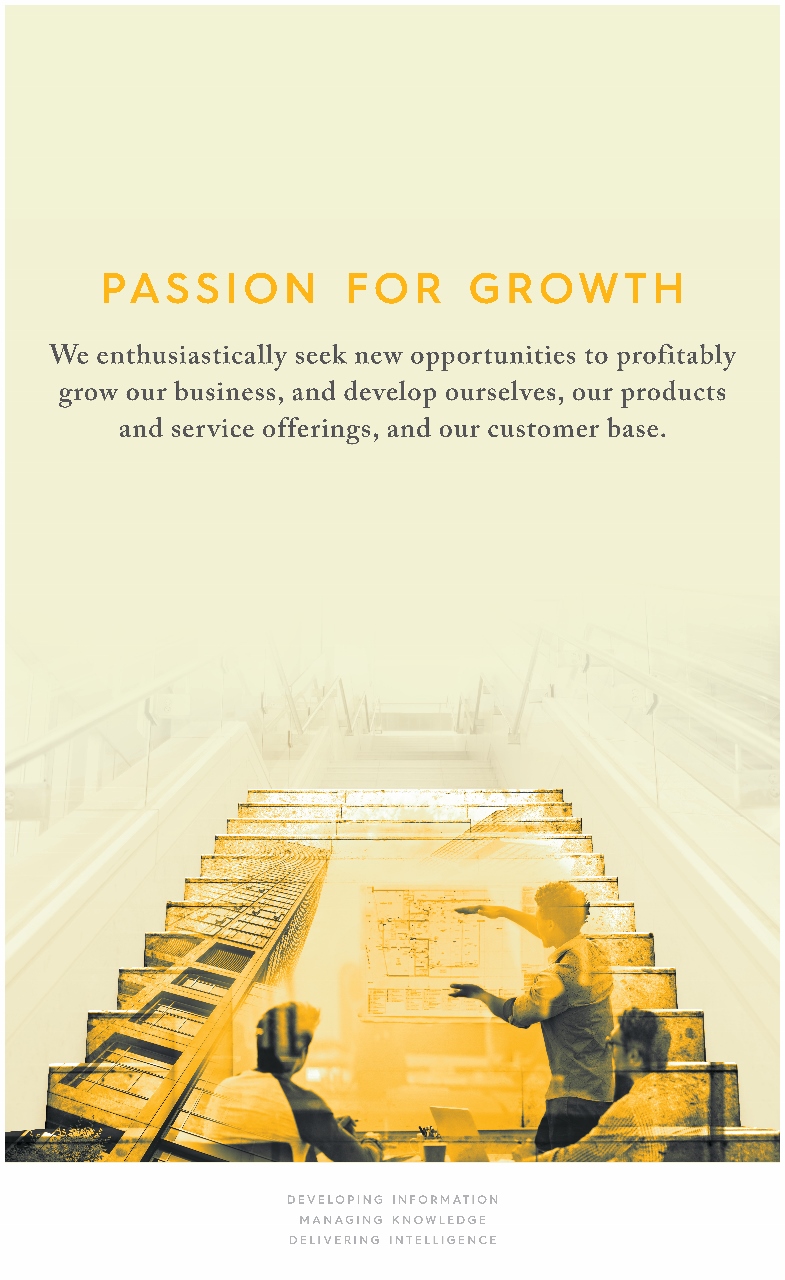 PASSION FOR GROWTH
We enthusiastically seek new opportunities to profitably
grow our business, and develop ourselves, our products
and service offerings, and our customer base.
DEVELOPING INFORMATION
MANAGING KNOWLEDGE
DELIVERING INTELLIGENCE